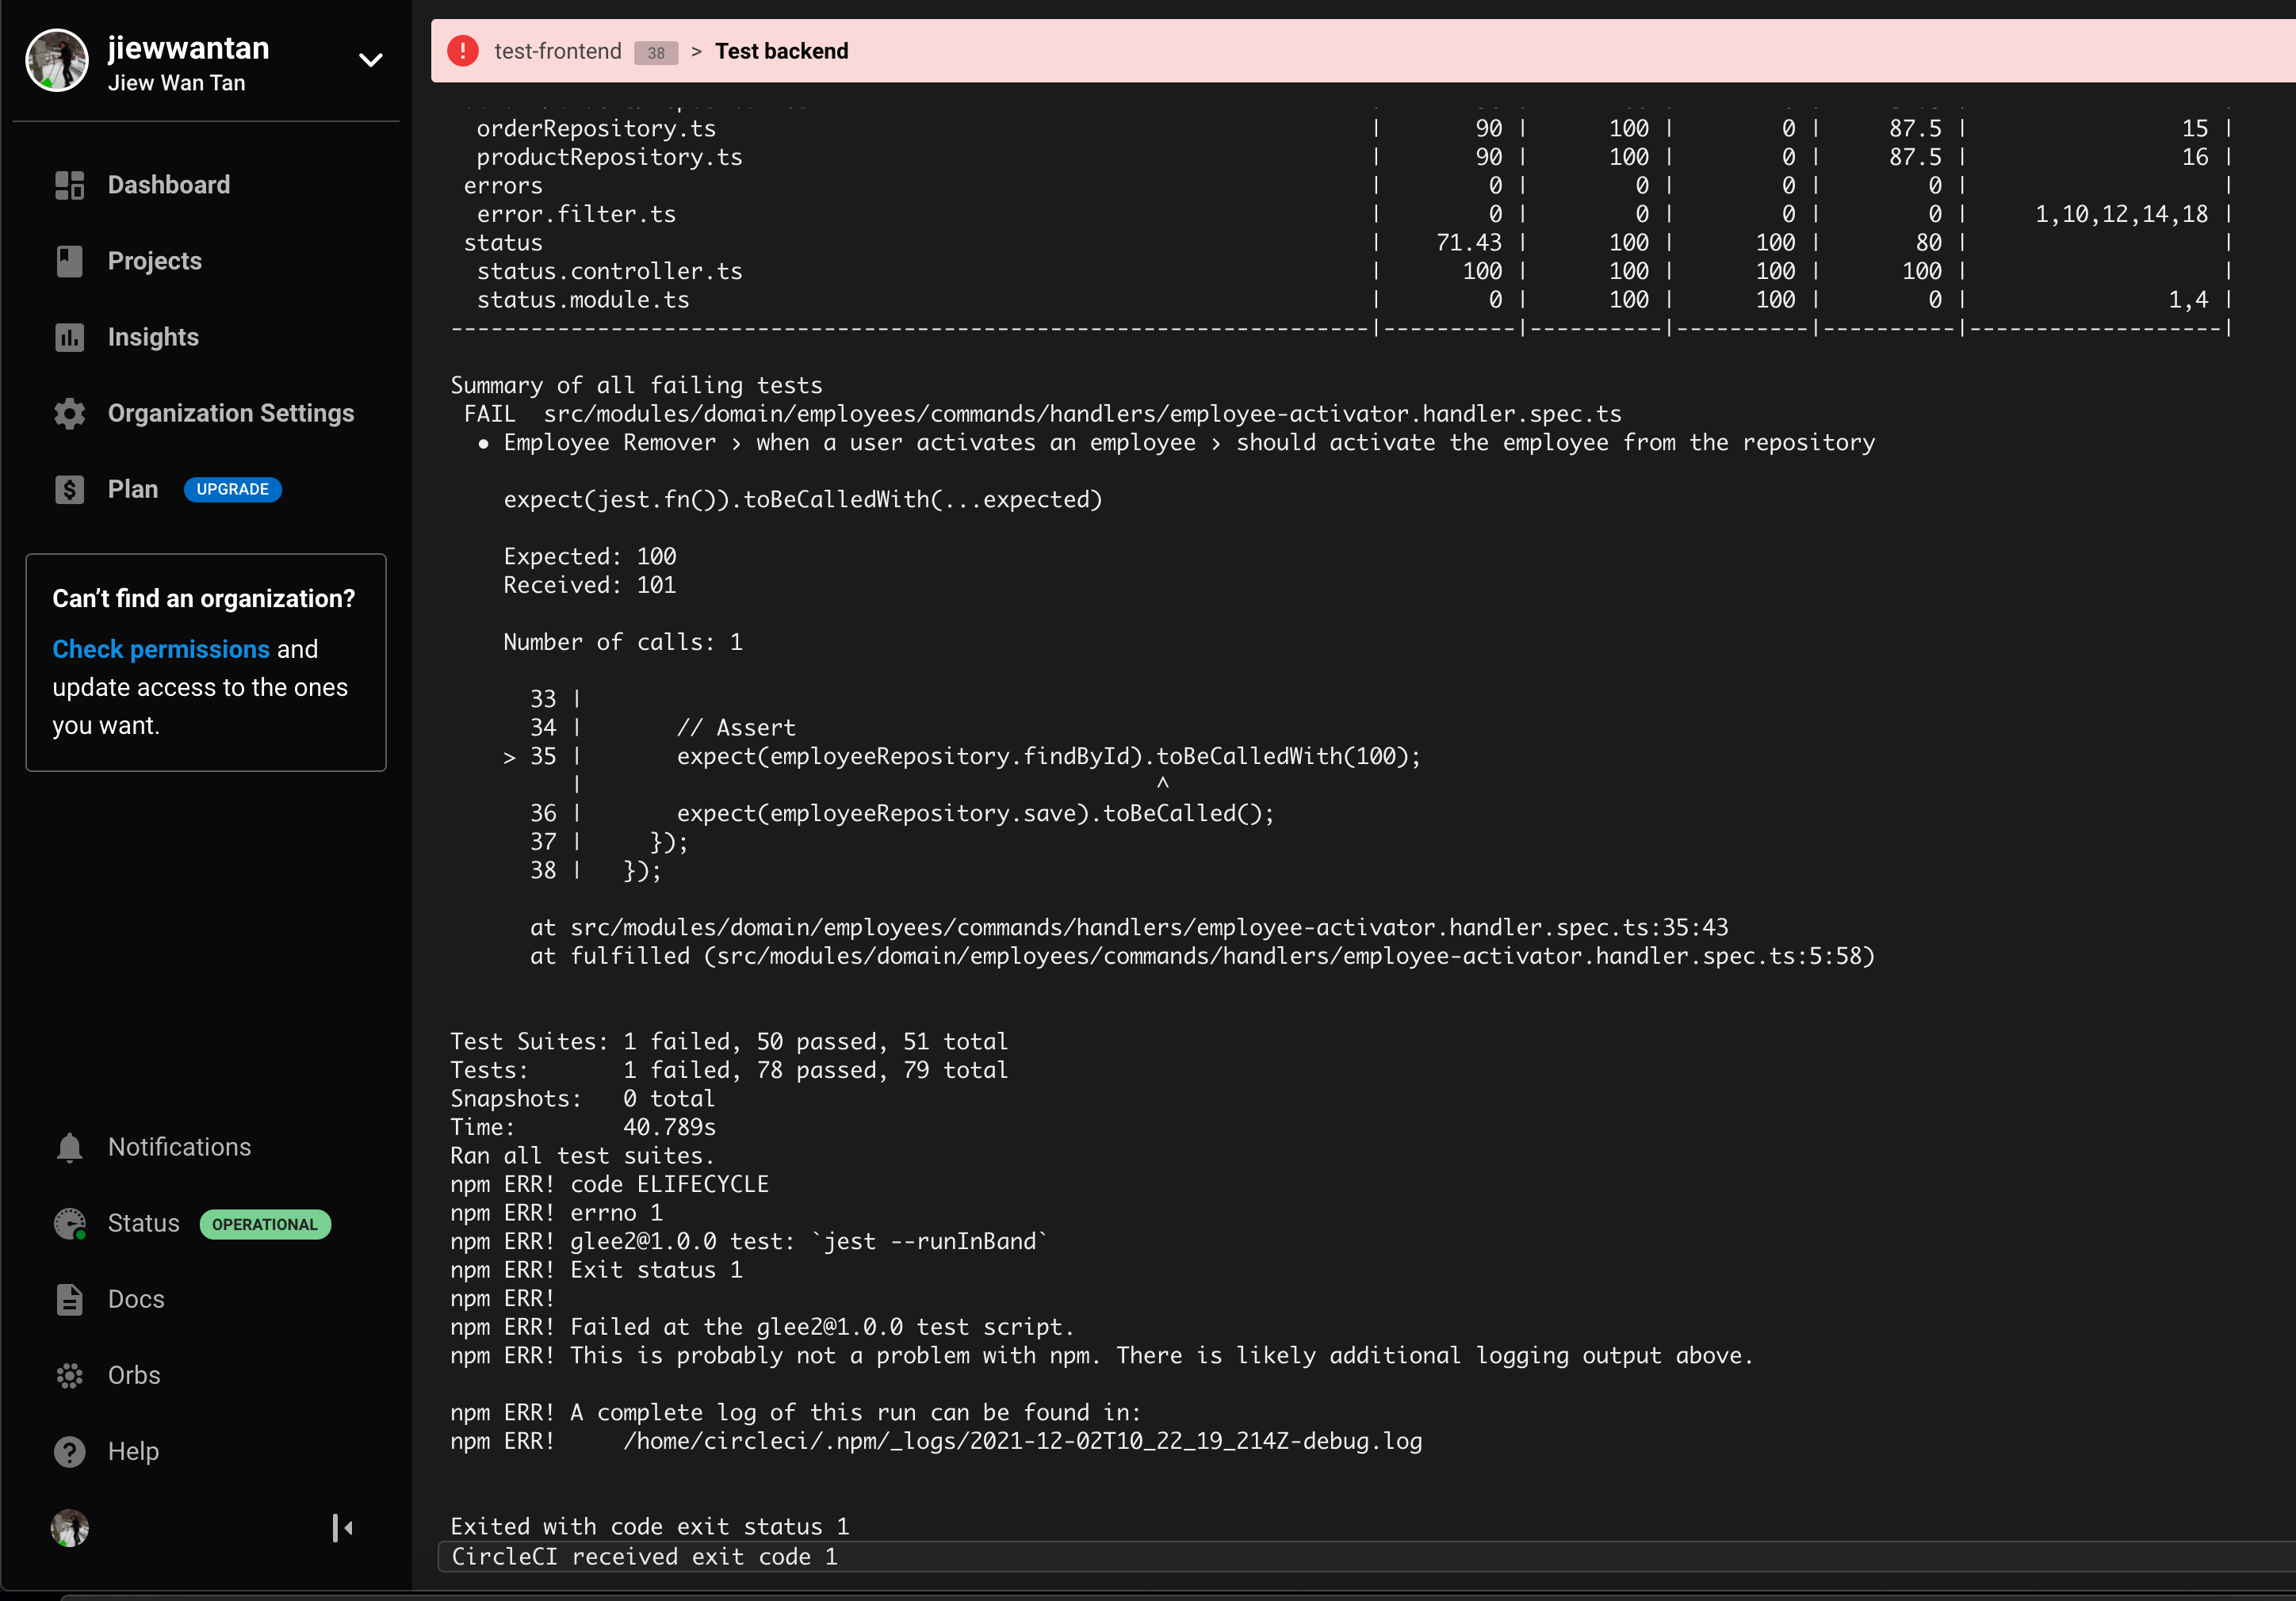 jiewwantan
Jiew Wan Tan
Dashboard
Projects
Insights
Organization Settings
Plan UPGRADE
Can't find an organization?
Check permissions and
update access to the ones
you want.
Notifications
Status OPERATIONAL
Docs
Orbs
Help
test-frontend 38 > Test backend
orderRepository.ts | 90 | 100 | 0 | 87.5 | 15 |
productRepository.ts | 90 | 100 | 0 | 87.5 | 16 |
errors | 0 | 0 | 0 | 0 | |
error.filter.ts | 0 | 0 | 0 | 0 | 1,10,12,14,18 |
status | 71.43 | 100 | 100 | 80 | |
status.controller.ts | 100 | 100 | 100 | 100 | |
status.module.ts | 0 | 100 | 100 | 0 | 1,4 |
---------------------------------------------------------------------|----------|----------|----------|----------|-------------------|
Summary of all failing tests
FAIL src/modules/domain/employees/commands/handlers/employee-activator.handler.spec.ts
● Employee Remover › when a user activates an employee › should activate the employee from the repository
expect(jest.fn()).toBeCalledWith(...expected)
Expected: 100
Received: 101
Number of calls: 1
33 |
34 | // Assert
> 35 | expect(employeeRepository.findById).toBeCalledWith(100);
| ^
36 | expect(employeeRepository.save).toBeCalled();
37 | });
38 | });
at src/modules/domain/employees/commands/handlers/employee-activator.handler.spec.ts:35:43
at fulfilled (src/modules/domain/employees/commands/handlers/employee-activator.handler.spec.ts:5:58)
Test Suites: 1 failed, 50 passed, 51 total
Tests: 1 failed, 78 passed, 79 total
Snapshots: 0 total
Time: 40.789s
Ran all test suites.
npm ERR! code ELIFECYCLE
npm ERR! errno 1
npm ERR! glee2@1.0.0 test: `jest --runInBand`
npm ERR! Exit status 1
npm ERR!
npm ERR! Failed at the glee2@1.0.0 test script.
npm ERR! This is probably not a problem with npm. There is likely additional logging output above.
npm ERR! A complete log of this run can be found in:
npm ERR! /home/circleci/.npm/_logs/2021-12-02T10_22_19_214Z-debug.log
Exited with code exit status 1
CircleCI received exit code 1